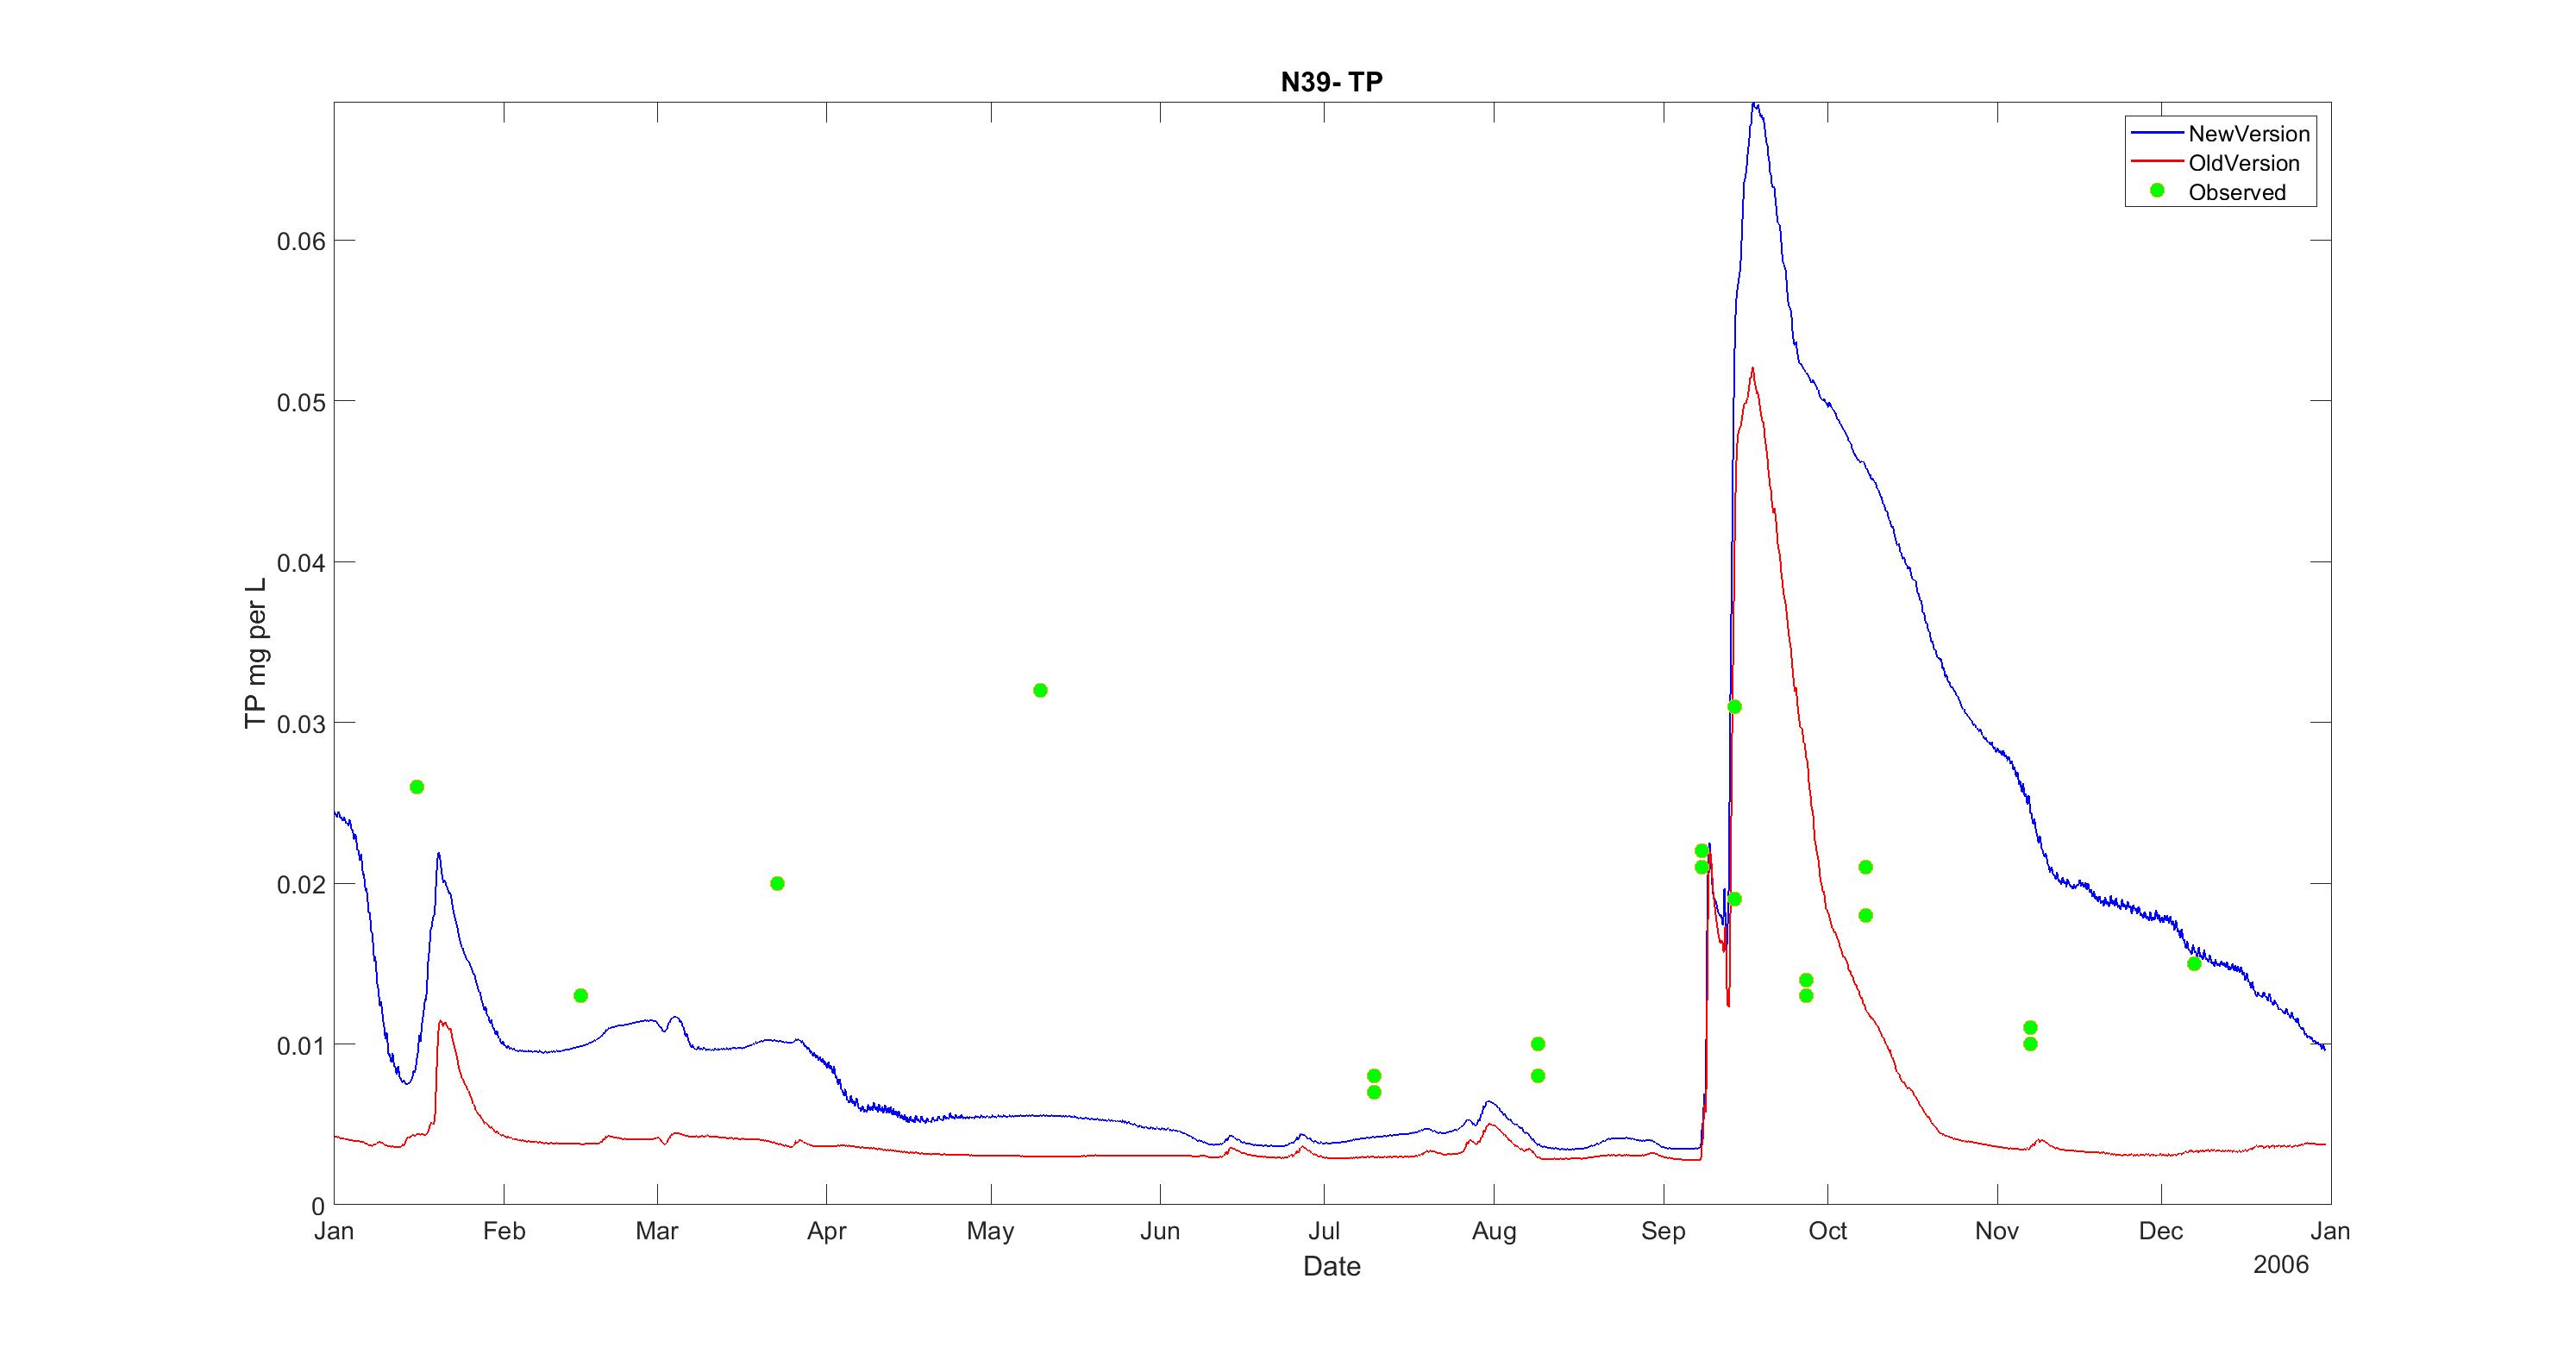 N39- TP
NewVersion
OldVersion
Observed
TP mg per L
0.06
0.05
0.04
0.03
0.02
0.01
0
Jan Feb Mar Apr May Jun Jul Aug Sep Oct Nov Dec Jan
Date
2006